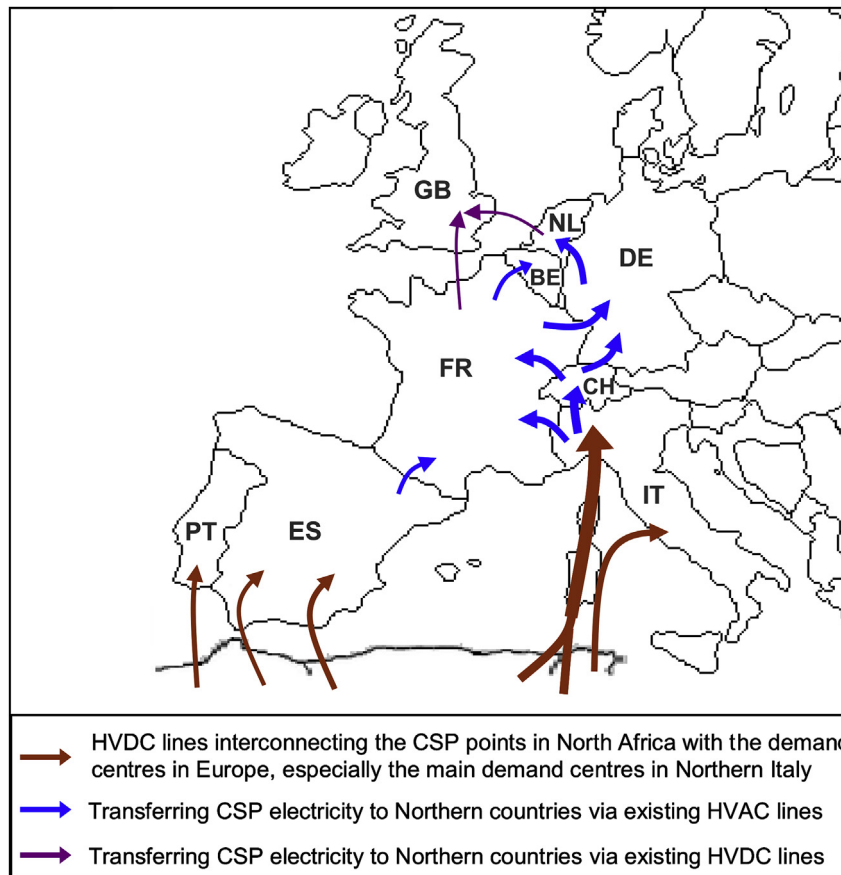 GB
NL
DE
BE
FR
CH
IT
PT
ES
HVDC lines interconnecting the CSP points in North Africa with the demand
centres in Europe, especially the main demand centres in Northern Italy
Transferring CSP electricity to Northern countries via existing HVAC lines
Transferring CSP electricity to Northern countries via existing HVDC lines